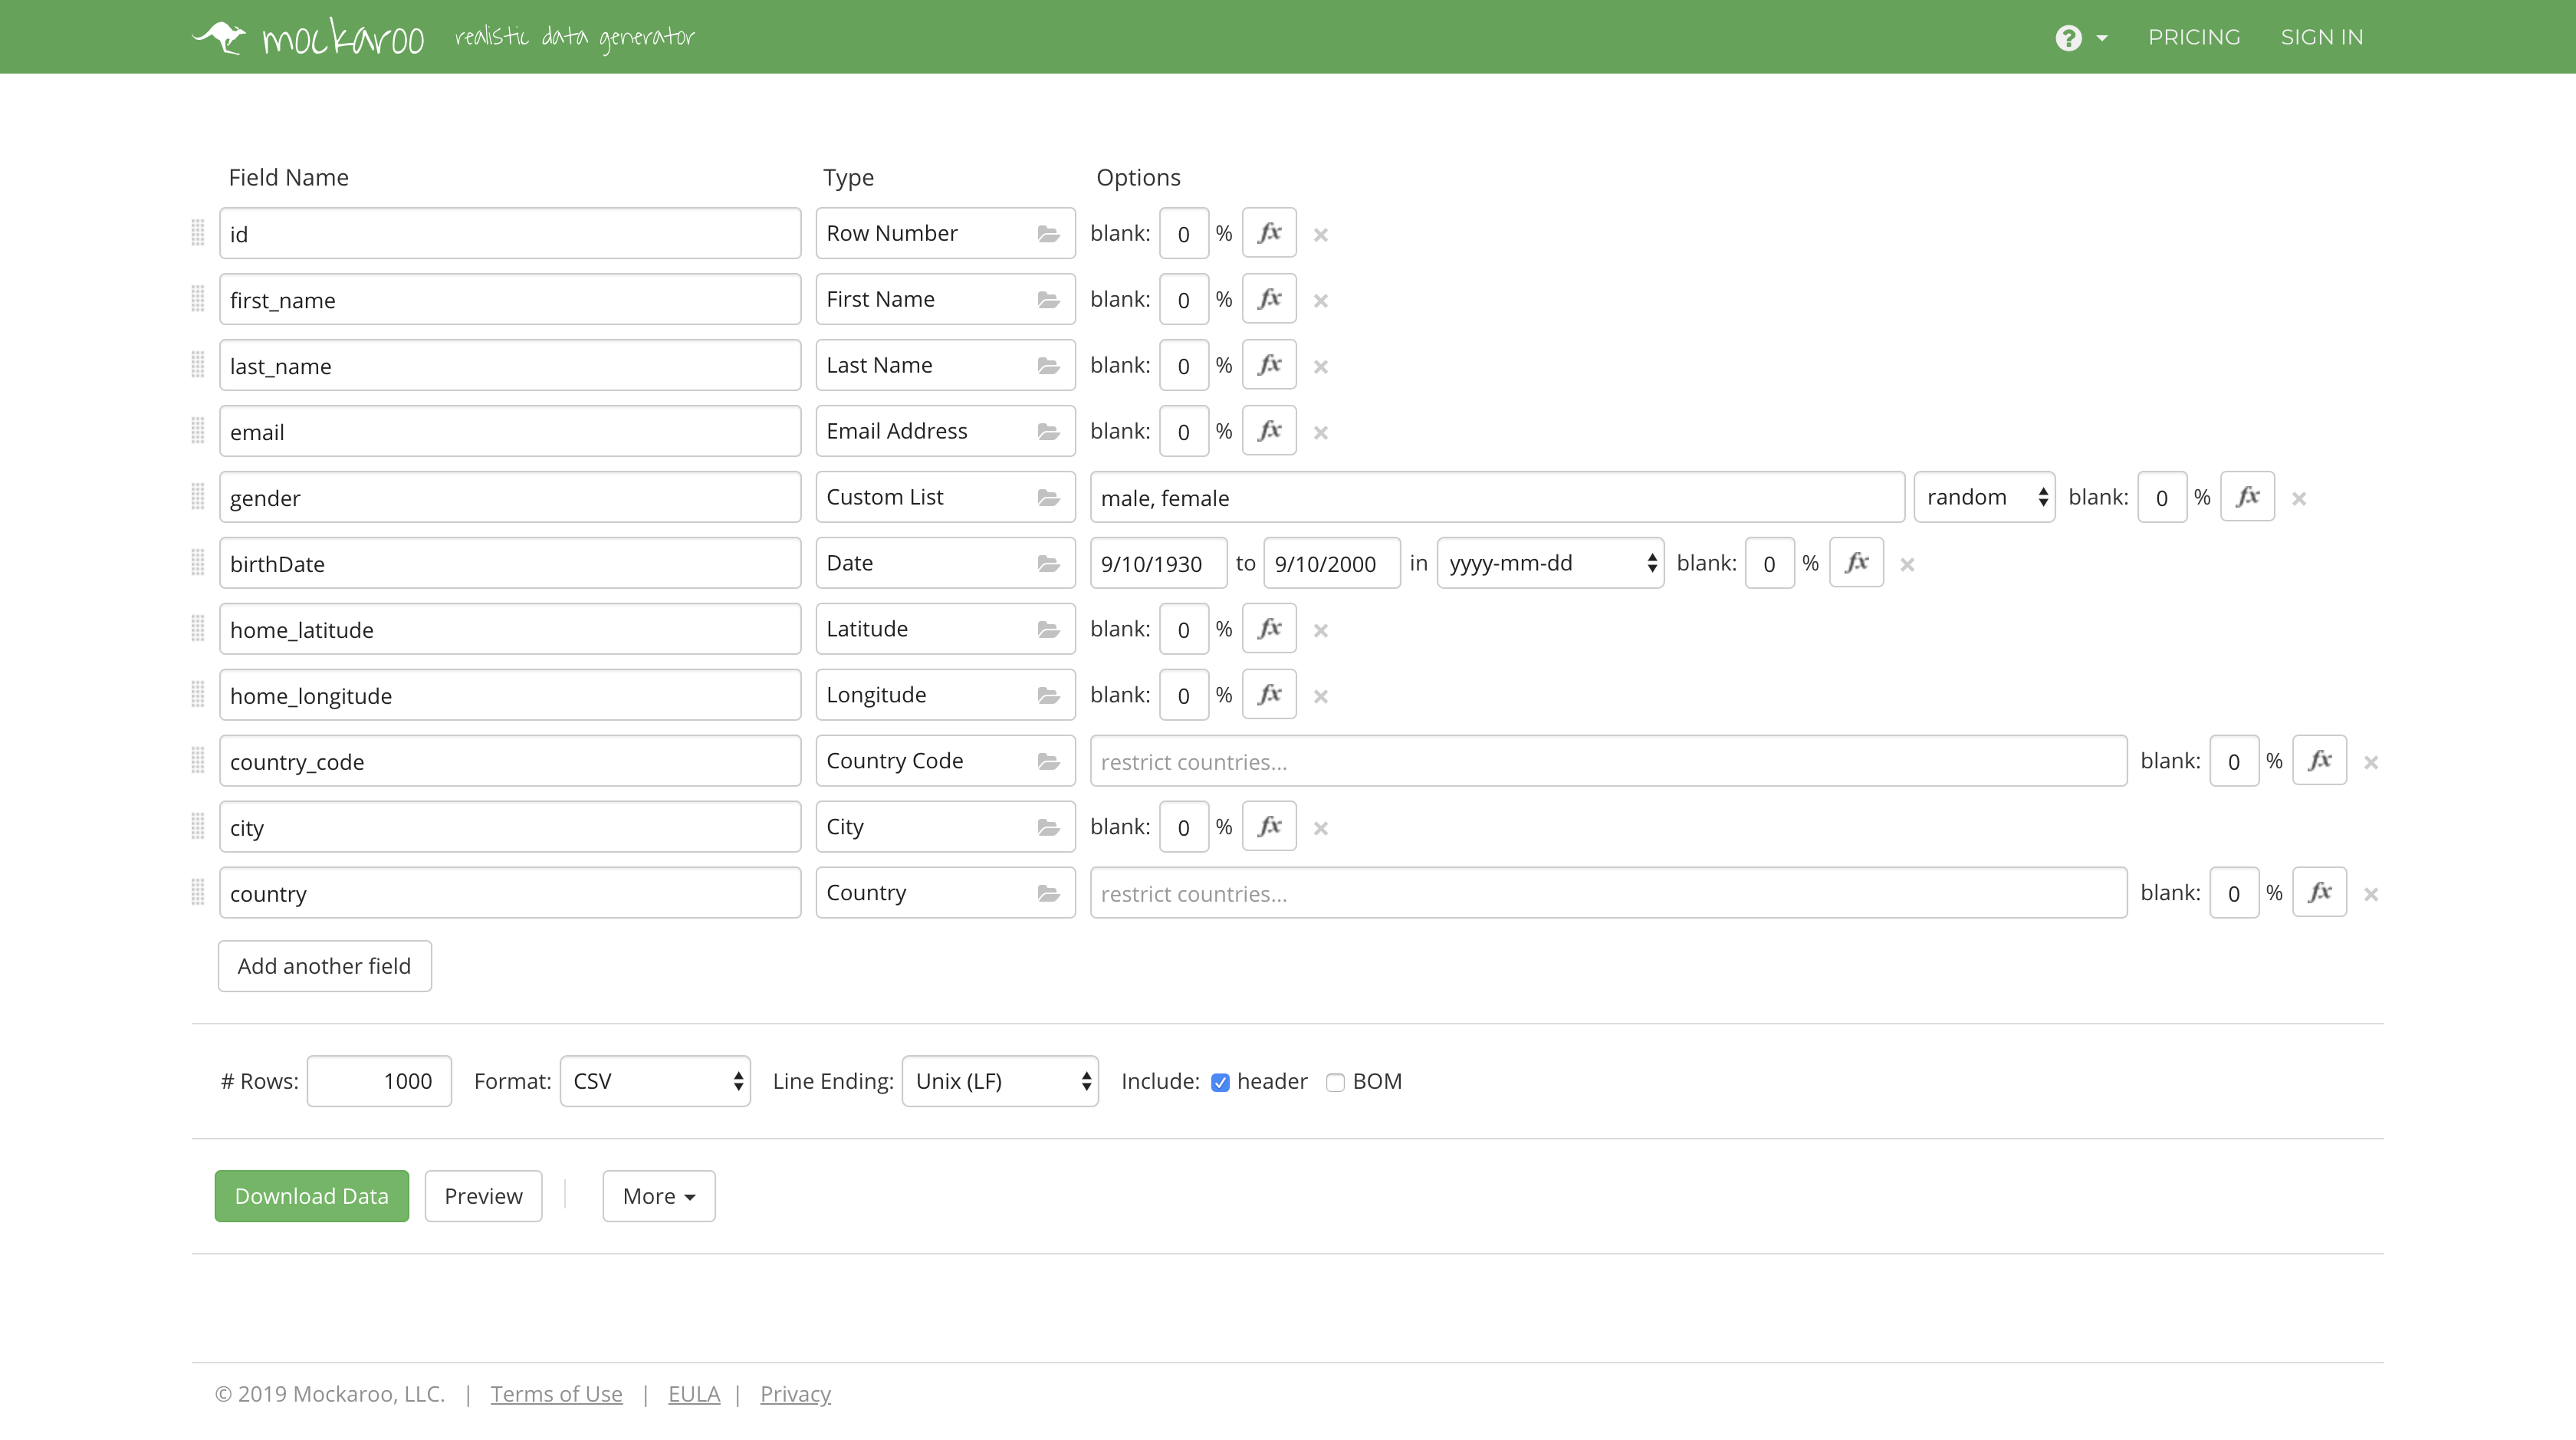 mockaroo realistic data generator ? PRICING SIGN IN
Field Name Type Options
id Row Number blank: 0 % fx ×
first_name First Name blank: 0 % fx ×
last_name Last Name blank: 0 % fx ×
email Email Address blank: 0 % fx ×
gender Custom List male, female random blank: 0 % fx ×
birthDate Date 9/10/1930 to 9/10/2000 in yyyy-mm-dd blank: 0 % fx ×
home_latitude Latitude blank: 0 % fx ×
home_longitude Longitude blank: 0 % fx ×
country_code Country Code restrict countries... blank: 0 % fx ×
city City blank: 0 % fx ×
country Country restrict countries... blank: 0 % fx ×
Add another field
# Rows: 1000 Format: CSV Line Ending: Unix (LF) Include: header BOM
Download Data Preview More
© 2019 Mockaroo, LLC. | Terms of Use | EULA | Privacy